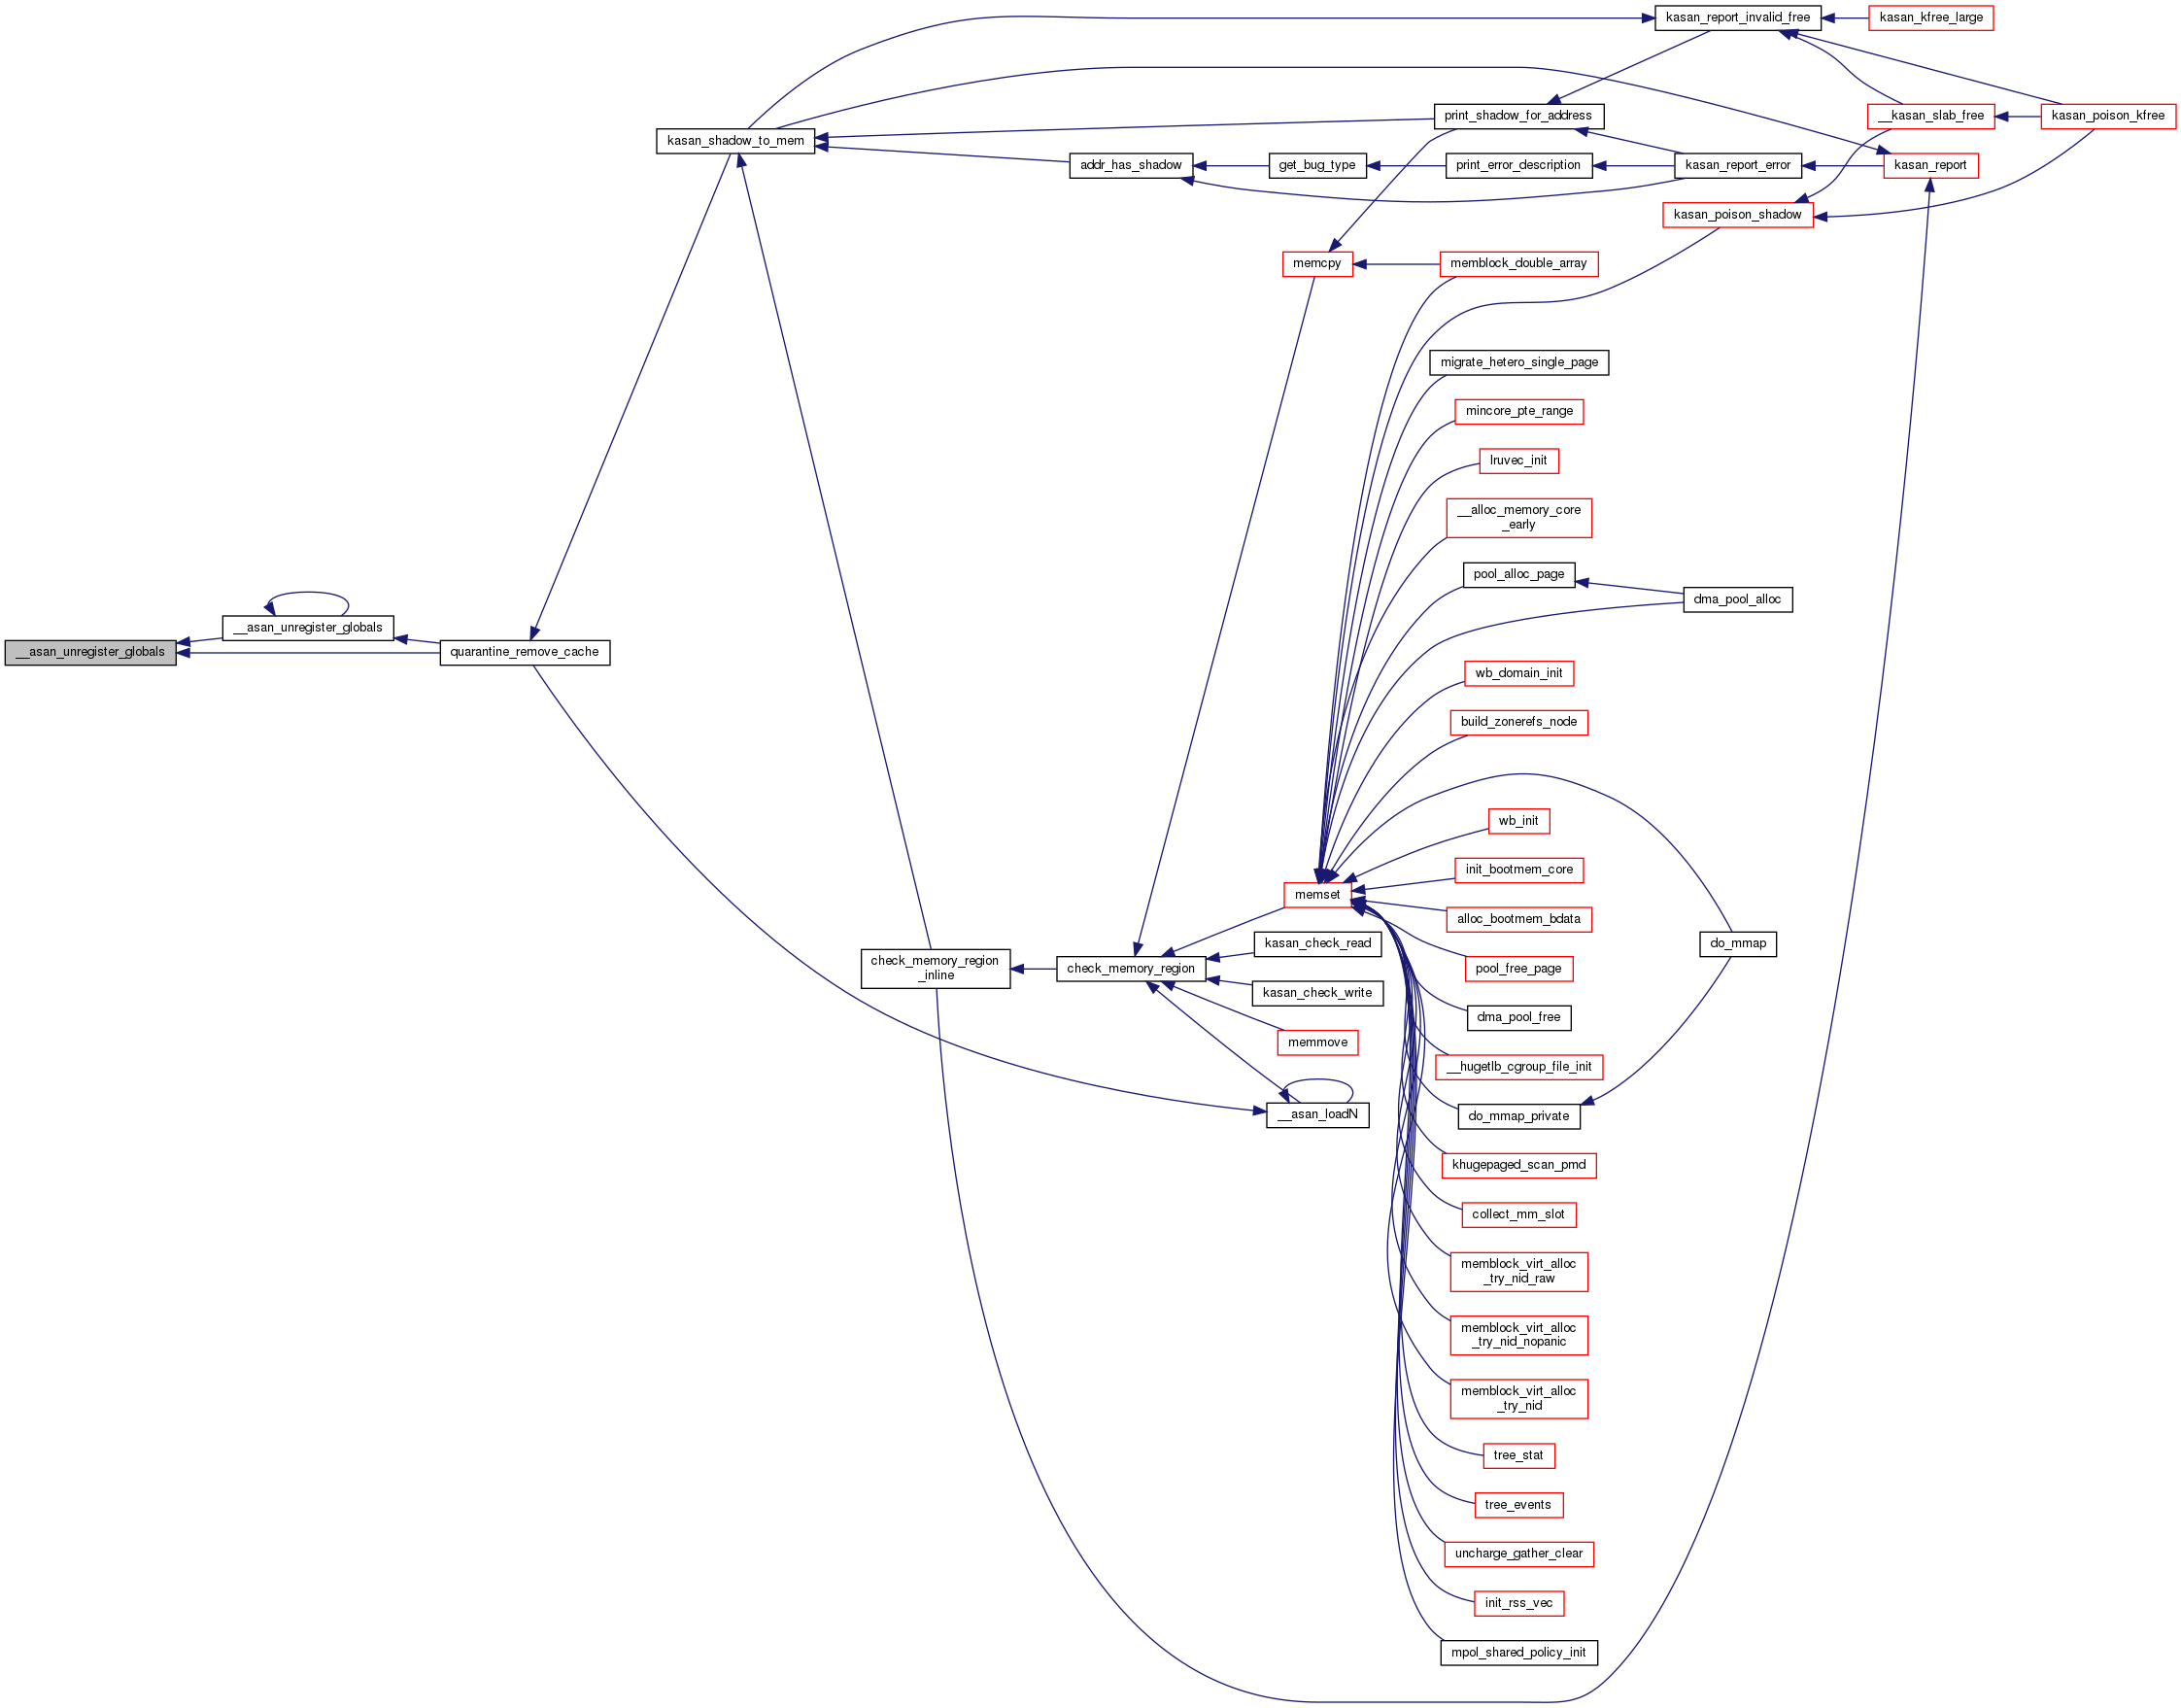 kasan_report_invalid_free
kasan_kfree_large
print_shadow_for_address
__kasan_slab_free
kasan_poison_kfree
kasan_shadow_to_mem
addr_has_shadow
get_bug_type
print_error_description
kasan_report_error
kasan_report
kasan_poison_shadow
memcpy
memblock_double_array
migrate_hetero_single_page
mincore_pte_range
lruvec_init
__alloc_memory_core
_early
pool_alloc_page
dma_pool_alloc
__asan_unregister_globals
__asan_unregister_globals
quarantine_remove_cache
wb_domain_init
build_zonerefs_node
wb_init
init_bootmem_core
memset
alloc_bootmem_bdata
kasan_check_read
do_mmap
check_memory_region
_inline
check_memory_region
pool_free_page
kasan_check_write
dma_pool_free
memmove
__hugetlb_cgroup_file_init
__asan_loadN
do_mmap_private
khugepaged_scan_pmd
collect_mm_slot
memblock_virt_alloc
_try_nid_raw
memblock_virt_alloc
_try_nid_nopanic
memblock_virt_alloc
_try_nid
tree_stat
tree_events
uncharge_gather_clear
init_rss_vec
mpol_shared_policy_init